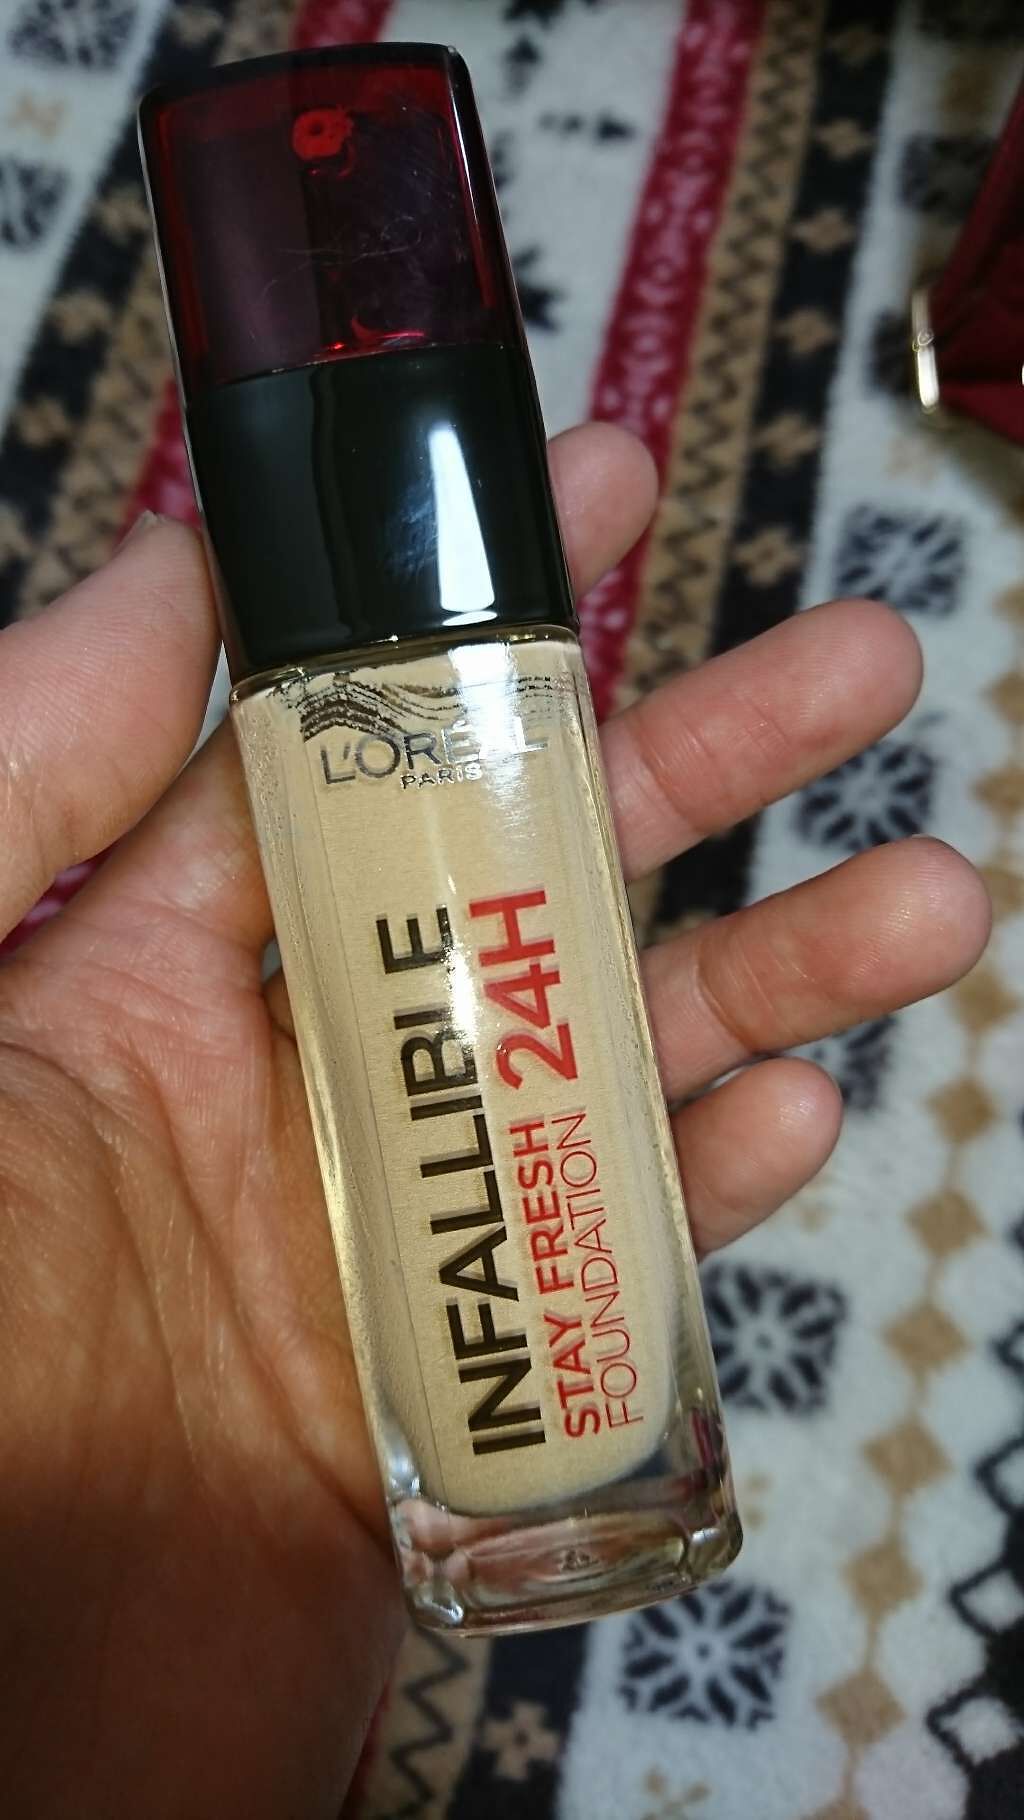 L'ORÉAL
PARIS
INFALLIBLE
24H
STAY FRESH
FOUNDATION